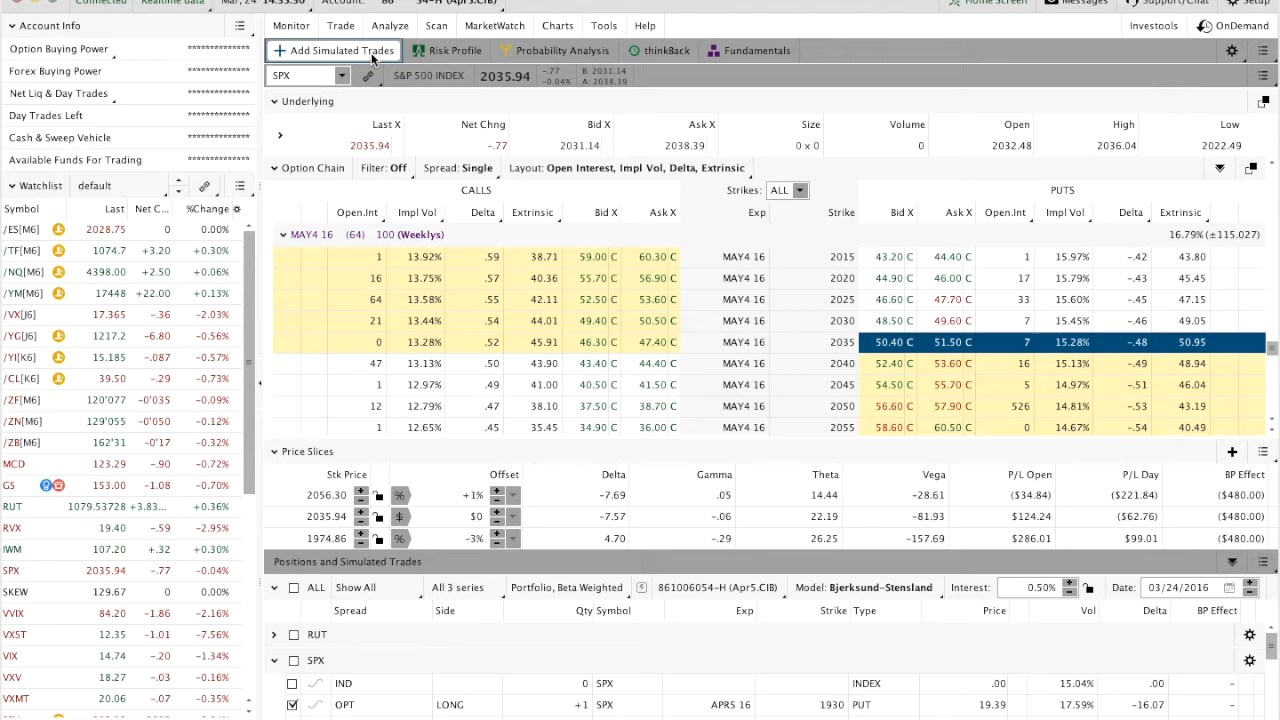 Connected Realtime data Mar, 24 14:53:30 Account: 86 54-H (Apr5.CIB) Home Screen Messages Support/Chat Setup
Account Info
Option Buying Power **************
Forex Buying Power **************
Net Liq & Day Trades **************
Day Trades Left **************
Cash & Sweep Vehicle **************
Available Funds For Trading **************
Watchlist default
Symbol Last Net C... %Change
/ES[M6] 2028.75 0 0.00%
/TF[M6] 1074.7 +3.20 +0.30%
/NQ[M6] 4398.00 +2.50 +0.06%
/YM[M6] 17448 +22.00 +0.13%
/VX[J6] 17.365 -.36 -2.03%
/YG[J6] 1217.2 -6.80 -0.56%
/YI[K6] 15.185 -.087 -0.57%
/CL[K6] 39.50 -.29 -0.73%
/ZF[M6] 120'077 -0'035 -0.09%
/ZN[M6] 129'055 -0'050 -0.12%
/ZB[M6] 162'31 -0'17 -0.32%
MCD 123.29 -.90 -0.72%
GS 153.00 -1.08 -0.70%
RUT 1079.53728 +3.83... +0.36%
RVX 19.40 -.59 -2.95%
IWM 107.20 +.32 +0.30%
SPX 2035.94 -.77 -0.04%
SKEW 129.67 0 0.00%
VVIX 84.20 -1.86 -2.16%
VXST 12.35 -1.01 -7.56%
VIX 14.74 -.20 -1.34%
VXV 18.27 -.03 -0.16%
VXMT 20.06 -.07 -0.35%
Monitor Trade Analyze Scan MarketWatch Charts Tools Help Investools OnDemand
Add Simulated Trades Risk Profile Probability Analysis thinkBack Fundamentals
SPX S&P 500 INDEX 2035.94 -.77 B: 2031.14
-0.04% A: 2038.39
Underlying
Last X Net Chng Bid X Ask X Size Volume Open High Low
2035.94 -.77 2031.14 2038.39 0 x 0 0 2032.48 2036.04 2022.49
Option Chain Filter: Off Spread: Single Layout: Open Interest, Impl Vol, Delta, Extrinsic
CALLS Strikes: ALL PUTS
Open.Int Impl Vol Delta Extrinsic Bid X Ask X Exp Strike Bid X Ask X Open.Int Impl Vol Delta Extrinsic
MAY4 16 (64) 100 (Weeklys) 16.79% (±115.027)
1 13.92% .59 38.71 59.00 C 60.30 C MAY4 16 2015 43.20 C 44.40 C 1 15.97% -.42 43.80
16 13.75% .57 40.36 55.70 C 56.90 C MAY4 16 2020 44.90 C 46.00 C 17 15.79% -.43 45.45
64 13.58% .55 42.11 52.50 C 53.60 C MAY4 16 2025 46.60 C 47.70 C 33 15.60% -.45 47.15
21 13.44% .54 44.01 49.40 C 50.50 C MAY4 16 2030 48.50 C 49.60 C 7 15.45% -.46 49.05
0 13.28% .52 45.91 46.30 C 47.40 C MAY4 16 2035 50.40 C 51.50 C 7 15.28% -.48 50.95
47 13.13% .50 43.90 43.40 C 44.40 C MAY4 16 2040 52.40 C 53.60 C 16 15.13% -.49 48.94
1 12.97% .49 41.00 40.50 C 41.50 C MAY4 16 2045 54.50 C 55.70 C 5 14.97% -.51 46.04
12 12.79% .47 38.10 37.50 C 38.70 C MAY4 16 2050 56.60 C 57.90 C 526 14.81% -.53 43.19
1 12.65% .45 35.45 34.90 C 36.00 C MAY4 16 2055 58.60 C 60.50 C 0 14.67% -.54 40.49
Price Slices
Stk Price Offset Delta Gamma Theta Vega P/L Open P/L Day BP Effect
2056.30 % +1% -7.69 .05 14.44 -28.61 ($34.84) ($221.84) ($480.00)
2035.94 $ $0 -7.57 -.06 22.19 -81.93 $124.24 ($62.76) ($480.00)
1974.86 % -3% 4.70 -.29 26.25 -157.69 $286.01 $99.01 ($480.00)
Positions and Simulated Trades
ALL Show All All 3 series Portfolio, Beta Weighted 861006054-H (Apr5.CIB) Model: Bjerksund-Stensland Interest: 0.50% Date: 03/24/2016
Spread Side Qty Symbol Exp Strike Type Price Vol Delta BP Effect
RUT
SPX
IND 0 SPX INDEX .00 15.04% .00 -
OPT LONG +1 SPX APR5 16 1930 PUT 19.39 17.59% -16.07 -